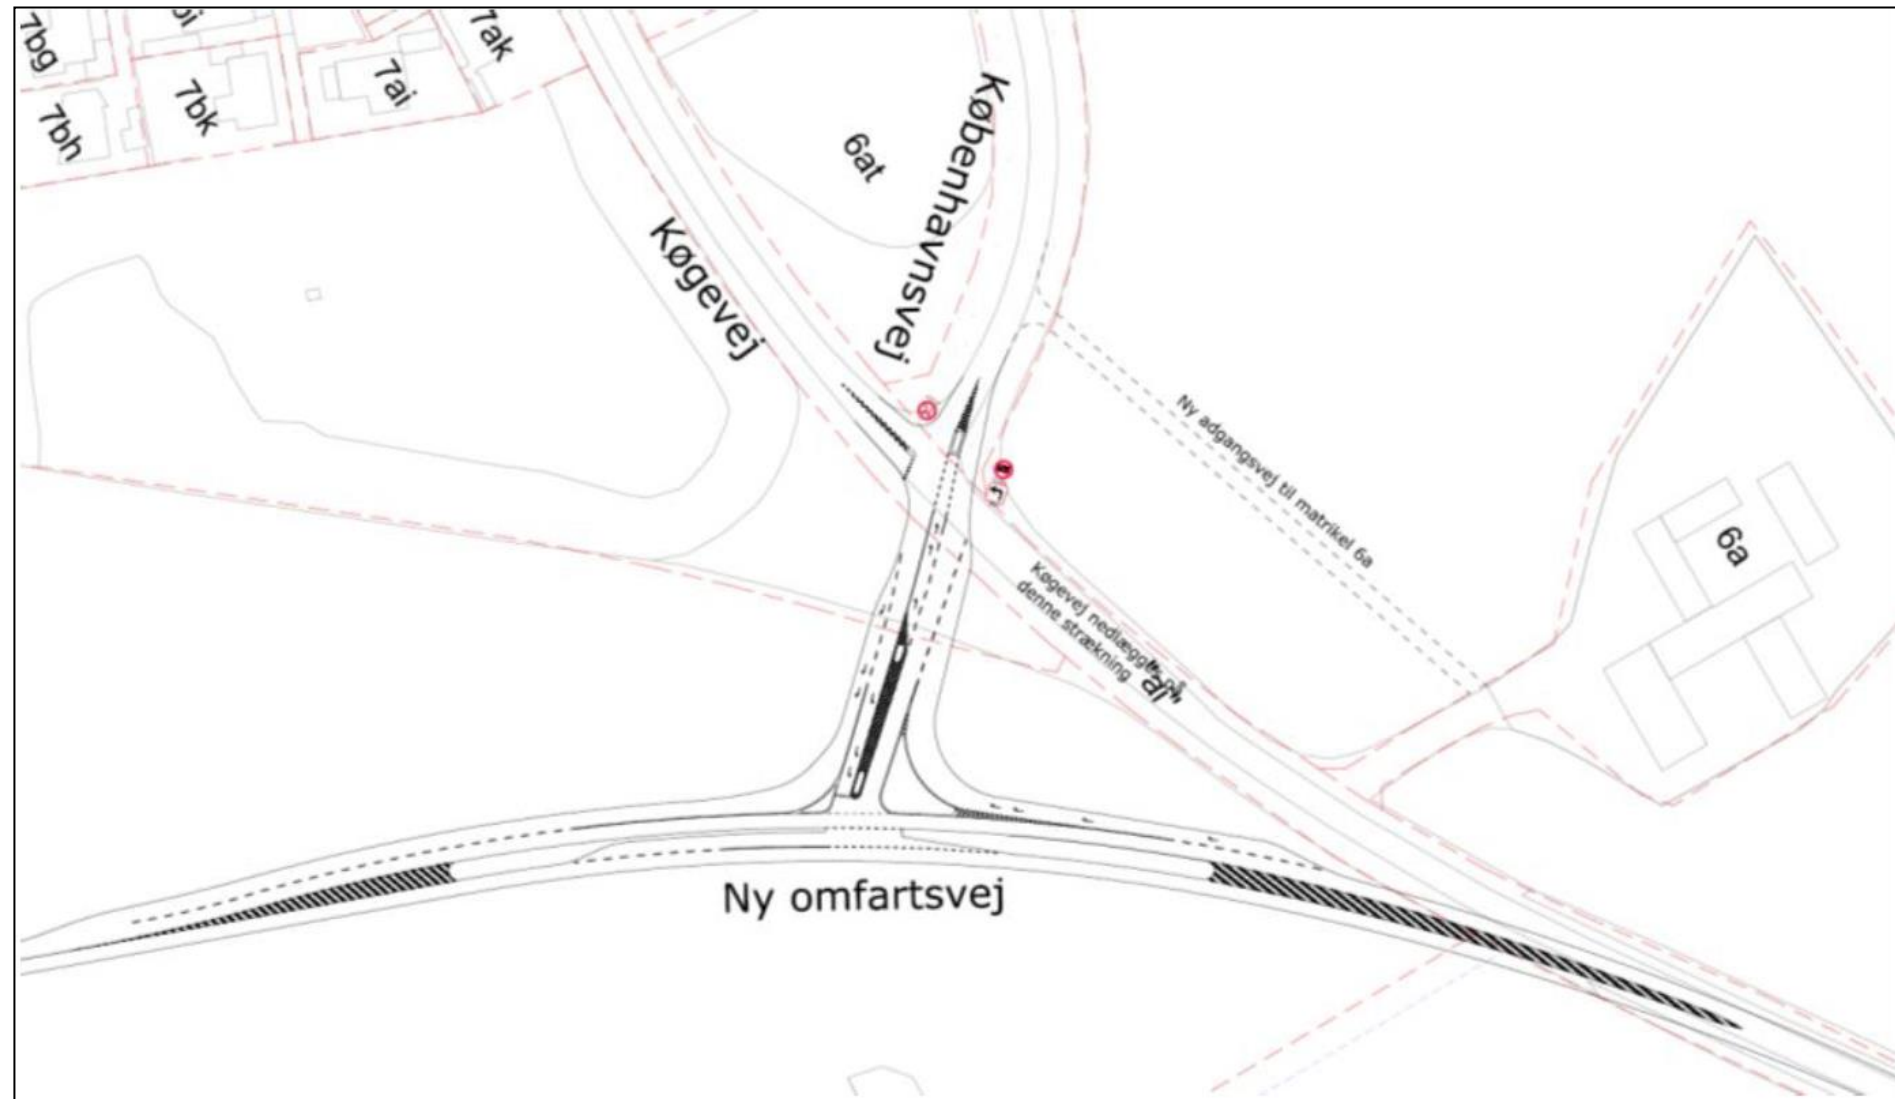 7bg
7ak
7ai
7bk
7bh
6at
Københavnsvej
Køgevej
Ny adgangsvej til matrikel 6a
6a
Køgevej nedlægges på
denne strækning
Ny omfartsvej